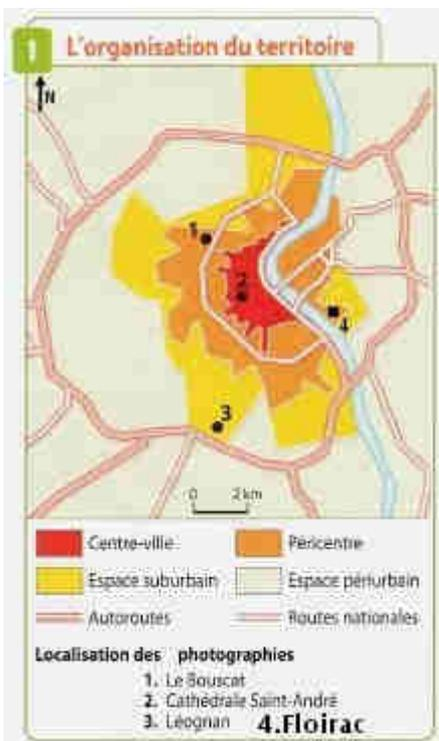 1 L'organisation du territoire
N
1
2
4
3
0 2 km
Centre-ville Péricentre
Espace suburbain Espace périurbain
Autoroutes Routes nationales
Localisation des photographies
1. Le Bouscat
2. Cathédrale Saint-André
3. Léognan 4.Floirac